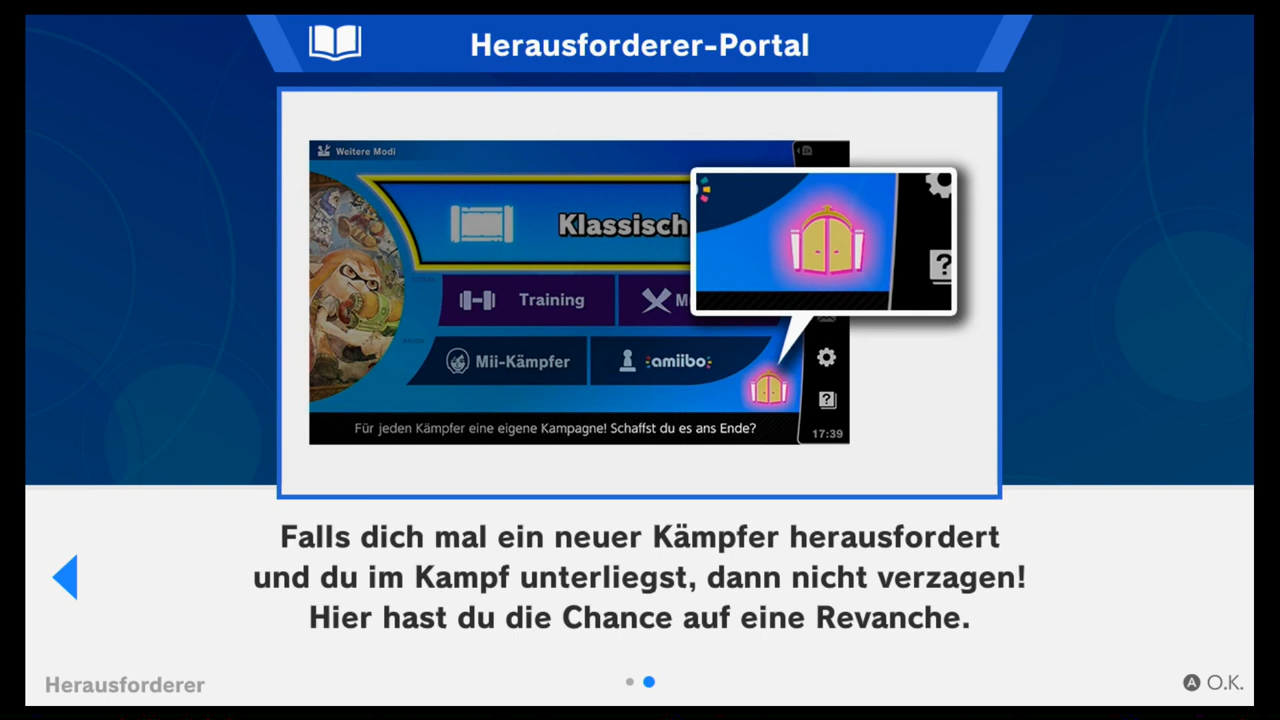 Herausforderer-Portal
Weitere Modi
Klassisch
Training
M
Mii-Kämpfer
amiibo
Für jeden Kämpfer eine eigene Kampagne! Schaffst du es ans Ende?
17:39
?
?
Falls dich mal ein neuer Kämpfer herausfordert
und du im Kampf unterliegst, dann nicht verzagen!
Hier hast du die Chance auf eine Revanche.
Herausforderer
A O.K.